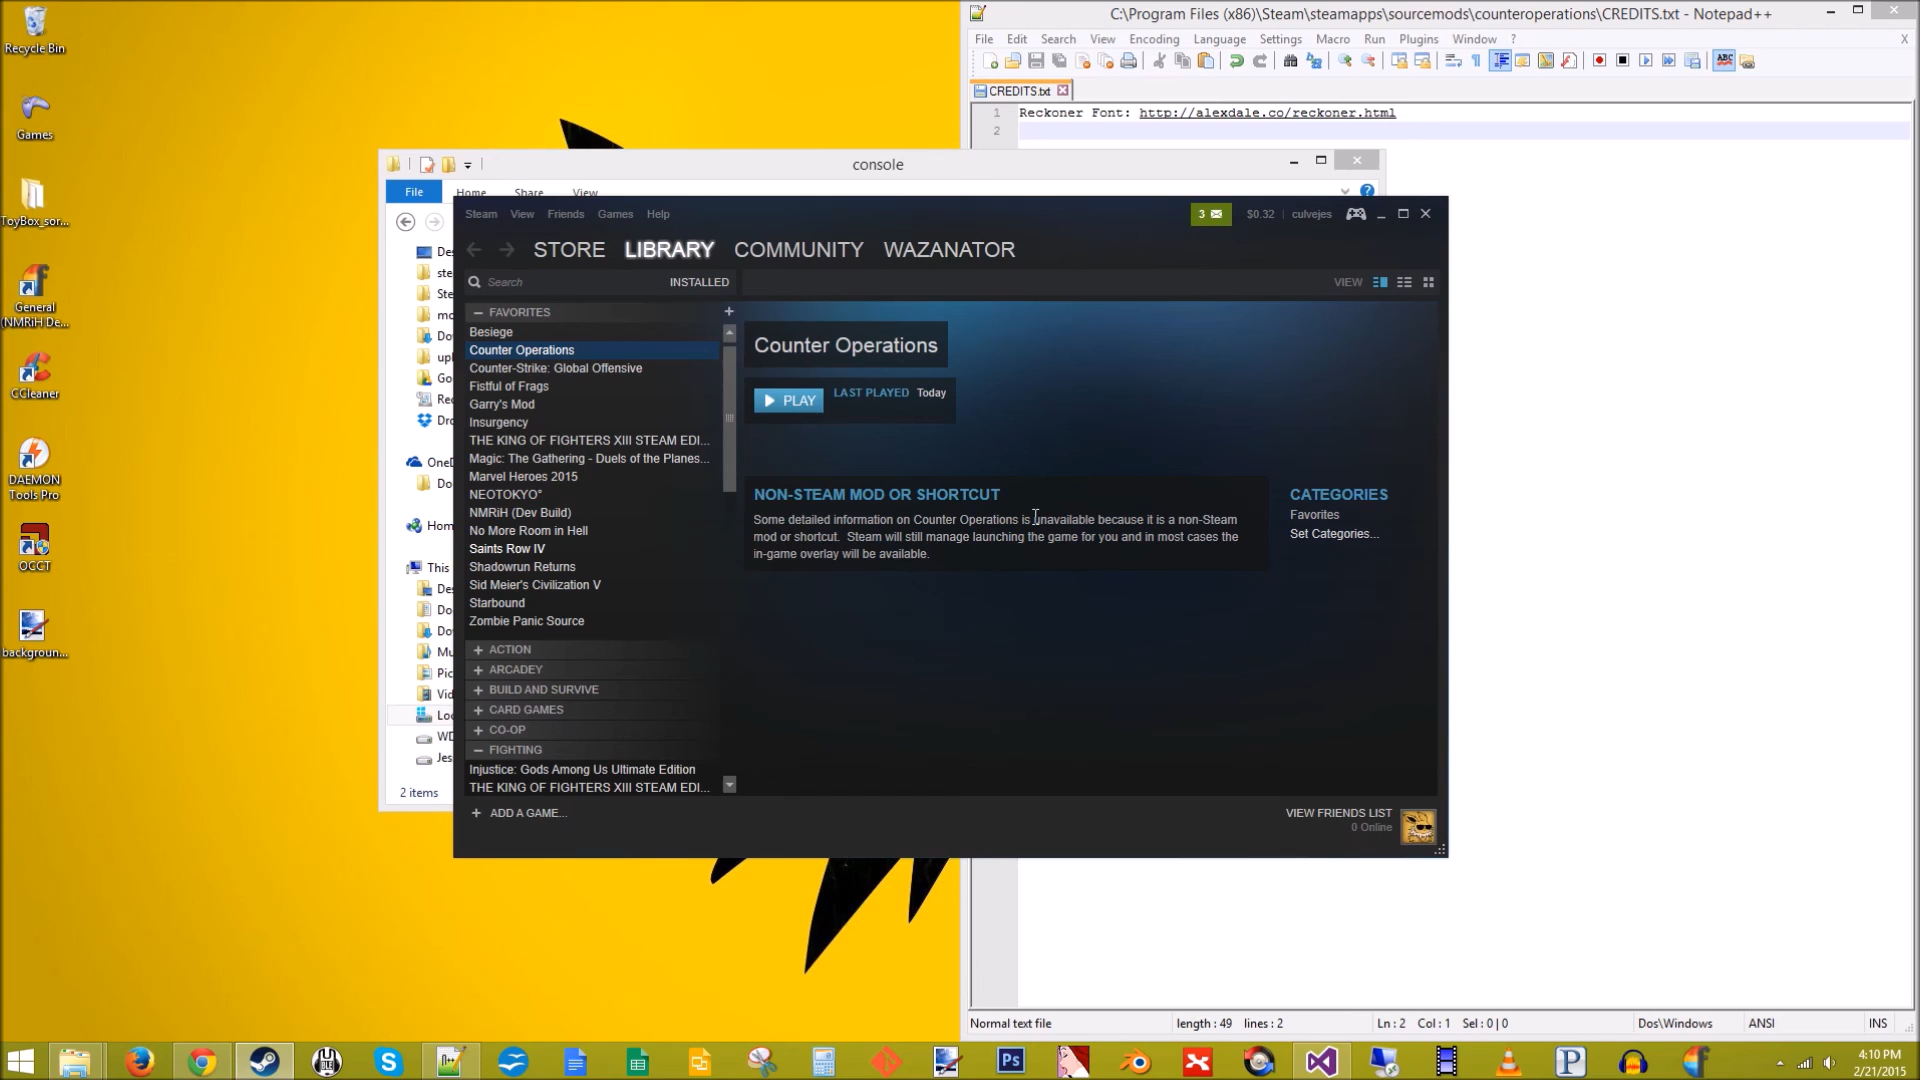 Recycle Bin
Games
ToyBox_sor...
General
(NMRiH De...
CCleaner
DAEMON
Tools Pro
OCCT
backgroun...
C:\Program Files (x86)\Steam\steamapps\sourcemods\counteroperations\CREDITS.txt - Notepad++
File Edit Search View Encoding Language Settings Macro Run Plugins Window ? X
CREDITS.txt
1 Reckoner Font: http://alexdale.co/reckoner.html
2
console
File Home Share View
Steam View Friends Games Help
3 $0.32 culvejes
STORE LIBRARY COMMUNITY WAZANATOR
Search INSTALLED
VIEW
FAVORITES
Besiege
Counter Operations
Counter-Strike: Global Offensive
Fistful of Frags
Garry's Mod
Insurgency
THE KING OF FIGHTERS XIII STEAM EDI...
Magic: The Gathering - Duels of the Planes...
Marvel Heroes 2015
NEOTOKYO°
NMRiH (Dev Build)
No More Room in Hell
Saints Row IV
Shadowrun Returns
Sid Meier's Civilization V
Starbound
Zombie Panic Source
ACTION
ARCADEY
BUILD AND SURVIVE
CARD GAMES
CO-OP
FIGHTING
Injustice: Gods Among Us Ultimate Edition
THE KING OF FIGHTERS XIII STEAM EDI...
ADD A GAME...
Counter Operations
PLAY LAST PLAYED Today
NON-STEAM MOD OR SHORTCUT
Some detailed information on Counter Operations is unavailable because it is a non-Steam
mod or shortcut. Steam will still manage launching the game for you and in most cases the
in-game overlay will be available.
CATEGORIES
Favorites
Set Categories...
VIEW FRIENDS LIST
0 Online
2 items
Normal text file length : 49 lines : 2 Ln : 2 Col : 1 Sel : 0 | 0 Dos\Windows ANSI INS
4:10 PM
2/21/2015